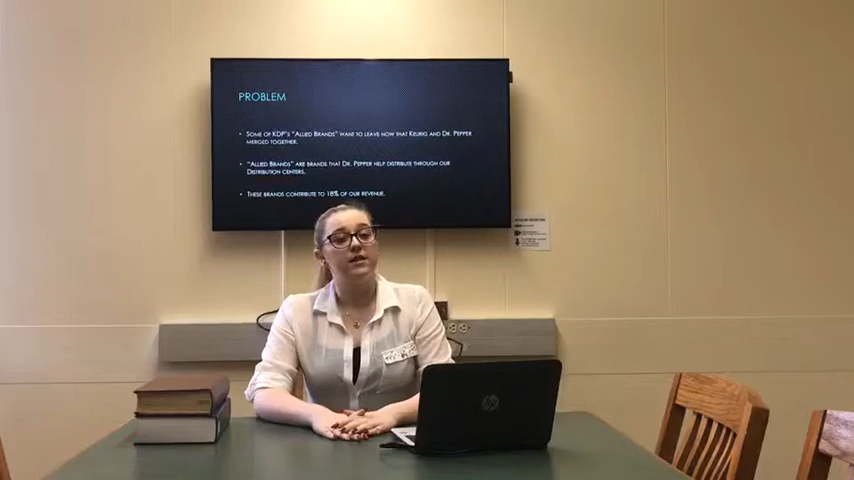 PROBLEM
• SOME OF KDP'S "ALLIED BRANDS" WANT TO LEAVE NOW THAT KEURIG AND DR. PEPPER
MERGED TOGETHER.
• "ALLIED BRANDS" ARE BRANDS THAT DR. PEPPER HELP DISTRIBUTE THROUGH OUR
DISTRIBUTION CENTERS.
• THESE BRANDS CONTRIBUTE TO 18% OF OUR REVENUE.
hp